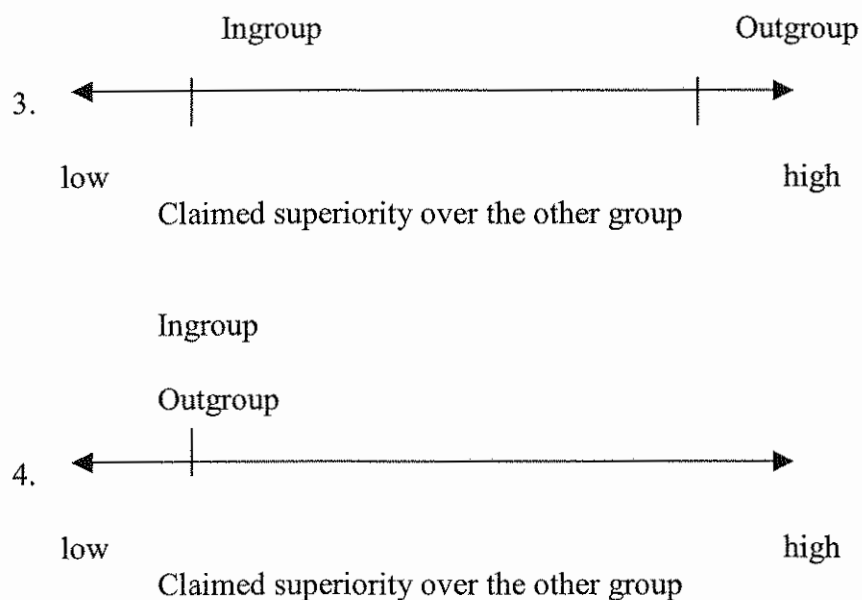 Ingroup Outgroup
3.
low high
Claimed superiority over the other group
Ingroup
Outgroup
4.
low high
Claimed superiority over the other group